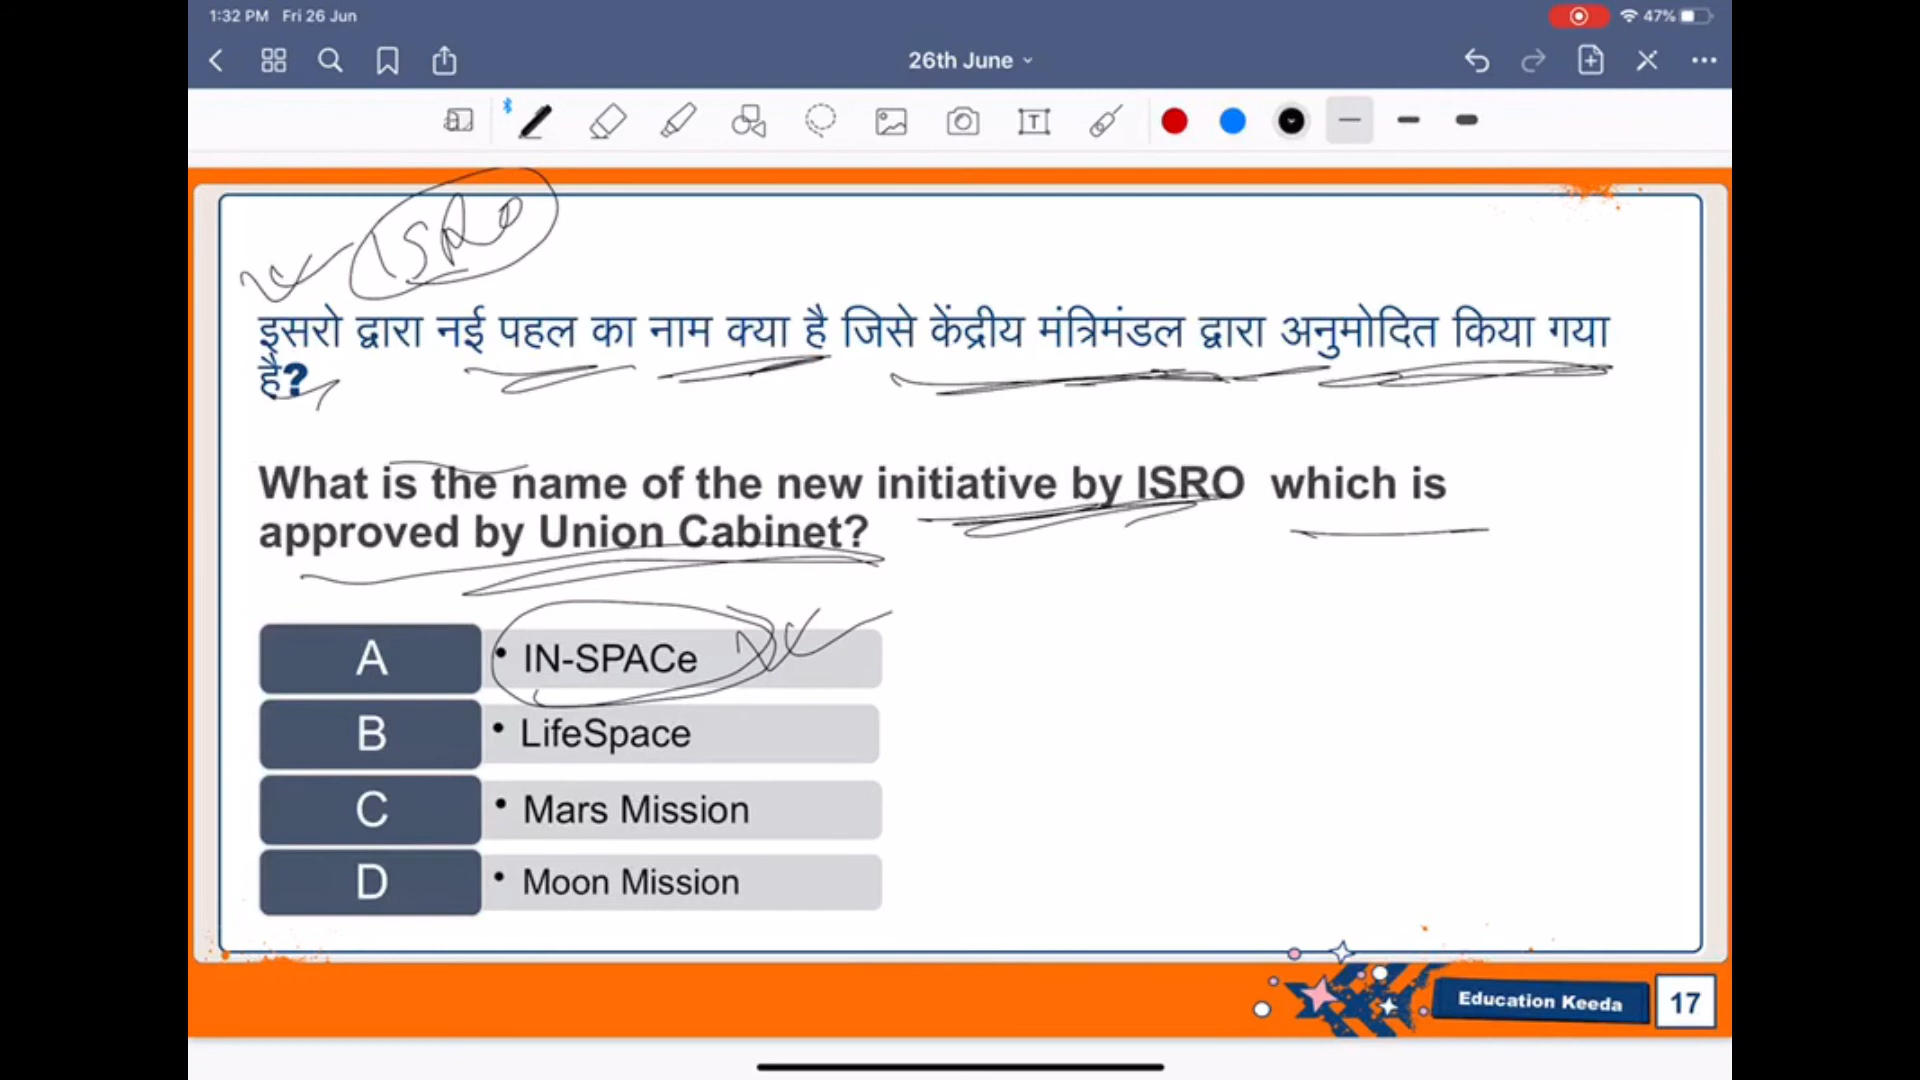 1:32 PM Fri 26 Jun
47%
26th June
T
ISRO
इसरो द्वारा नई पहल का नाम क्या है जिसे केंद्रीय मंत्रिमंडल द्वारा अनुमोदित किया गया
है?
What is the name of the new initiative by ISRO which is
approved by Union Cabinet?
A • IN-SPACe
B • LifeSpace
C • Mars Mission
D • Moon Mission
Education Keeda 17